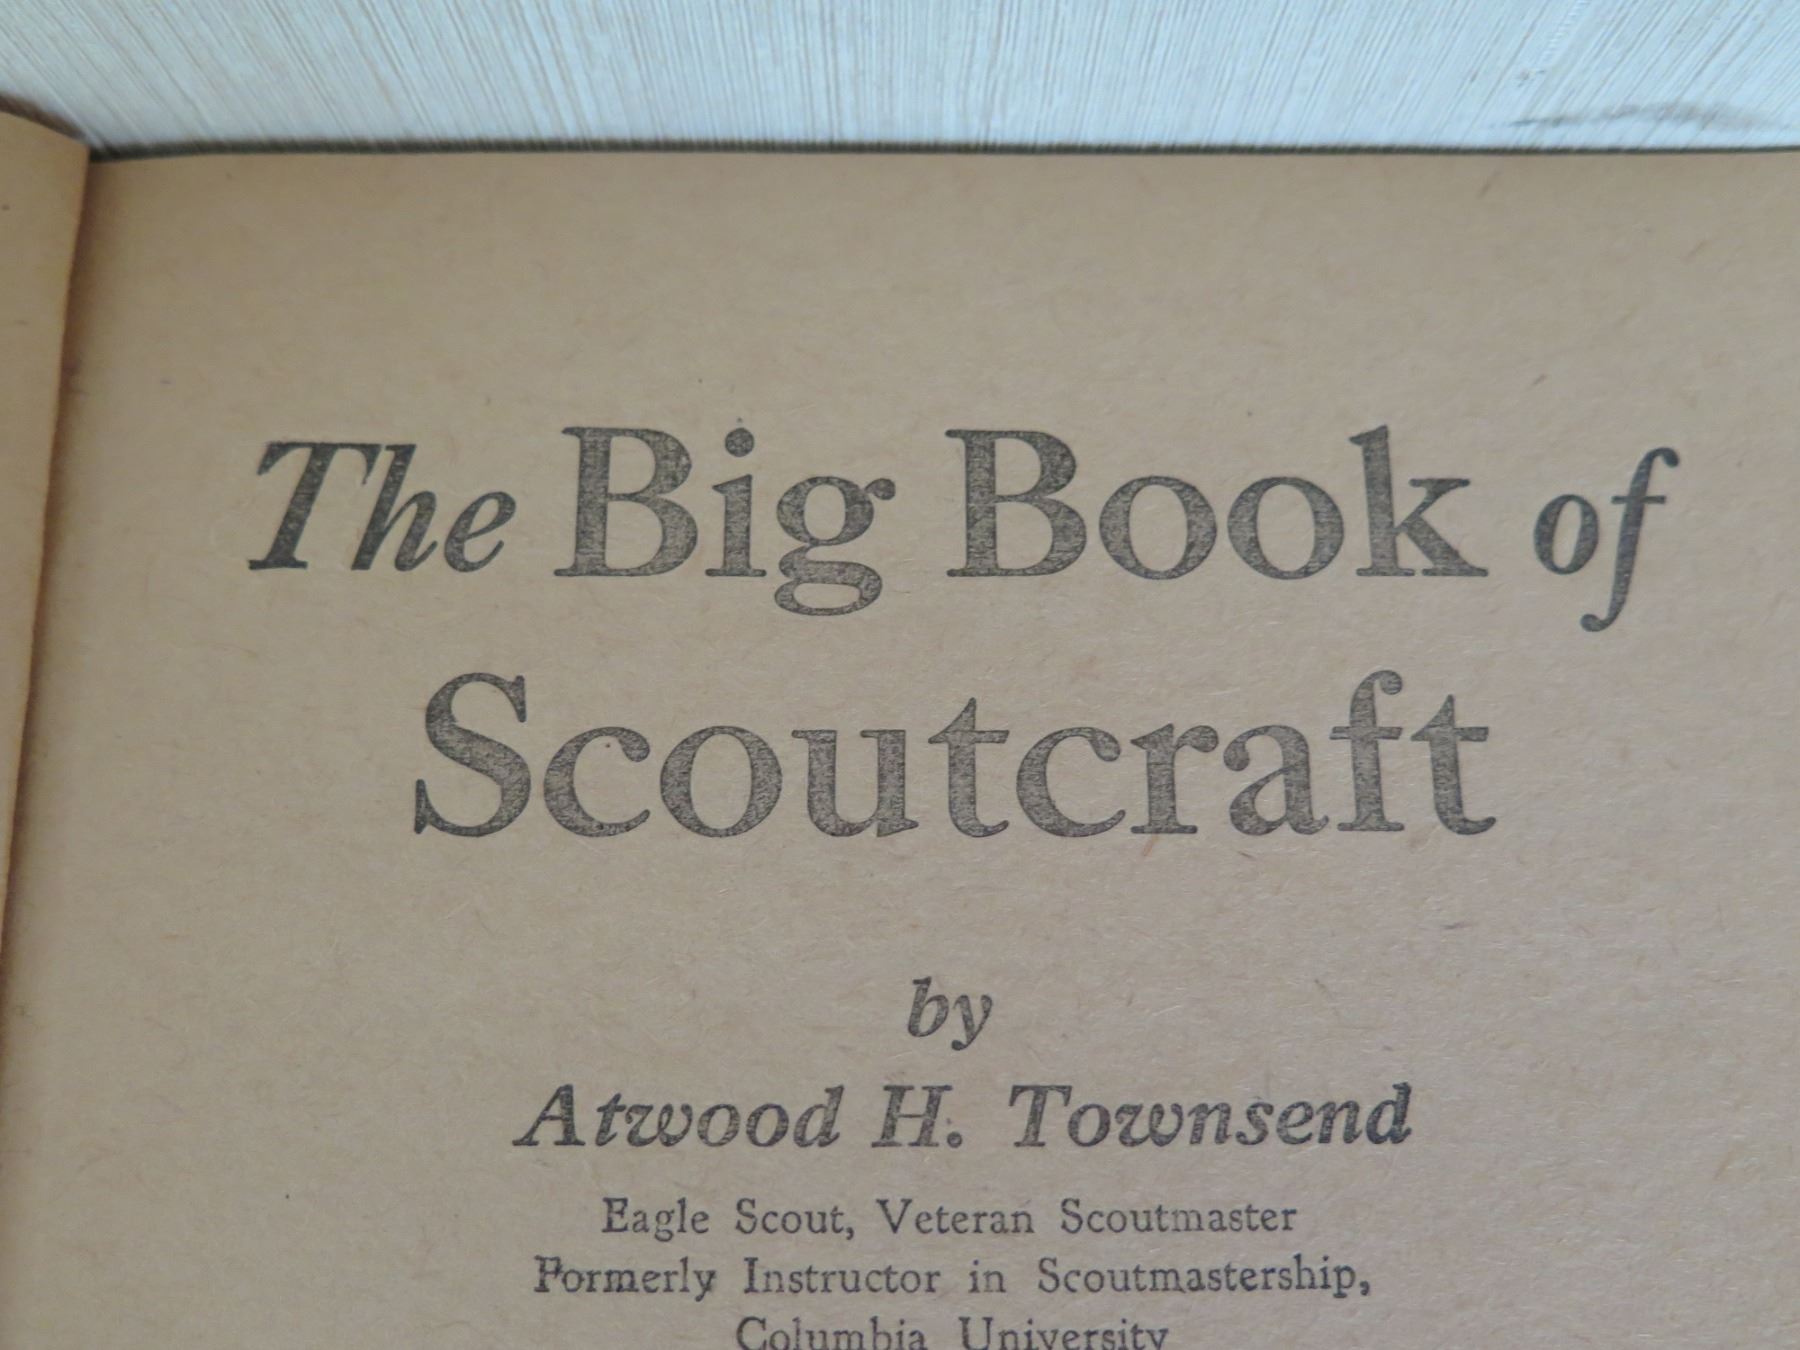 The Big Book of
Scoutcraft
by
Atwood H. Townsend
Eagle Scout, Veteran Scoutmaster
Formerly Instructor in Scoutmastership,
Columbia University